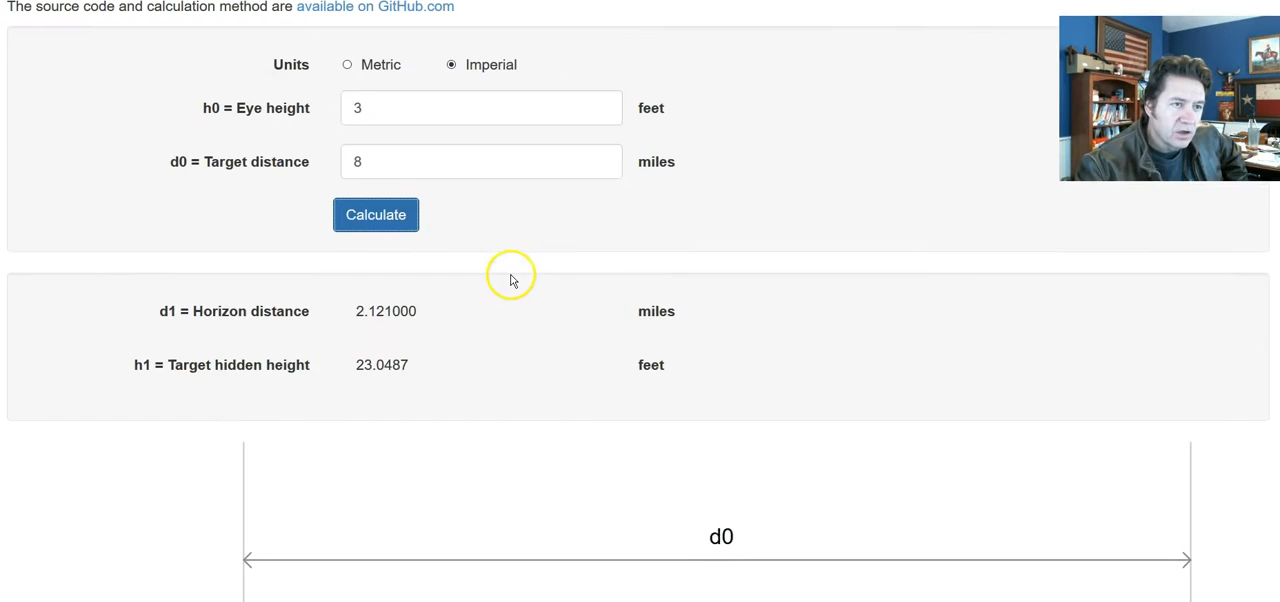 The source code and calculation method are available on GitHub.com
Units Metric Imperial
h0 = Eye height 3 feet
d0 = Target distance 8 miles
Calculate
d1 = Horizon distance 2.121000 miles
h1 = Target hidden height 23.0487 feet
d0